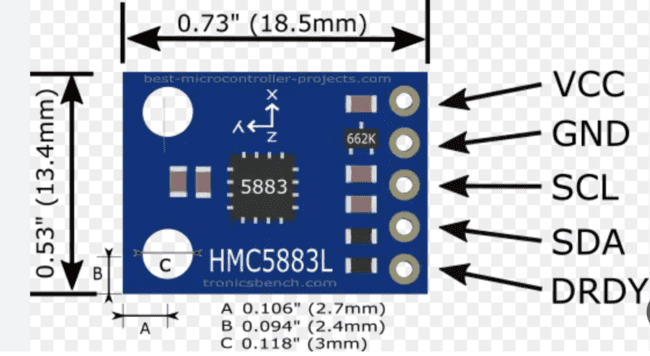 0.73" (18.5mm)
best-microcontroller-projects.com
VCC
X
Y
Z
662K
GND
0.53" (13.4mm)
5883
SCL
B
C
HMC5883L
SDA
tronicsbench.com
DRDY
A
A 0.106" (2.7mm)
B 0.094" (2.4mm)
C 0.118" (3mm)